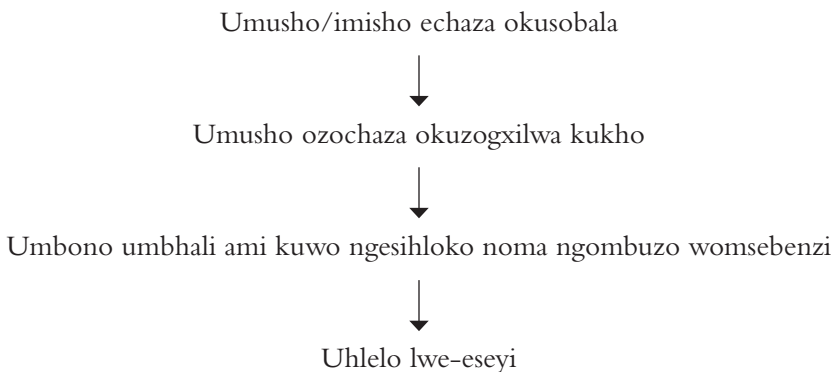 Umusho/imisho echaza okusobala
Umusho ozochaza okuzogxilwa kukho
Umbono umbhali ami kuwo ngesihloko noma ngombuzo womsebenzi
Uhlelo lwe-eseyi